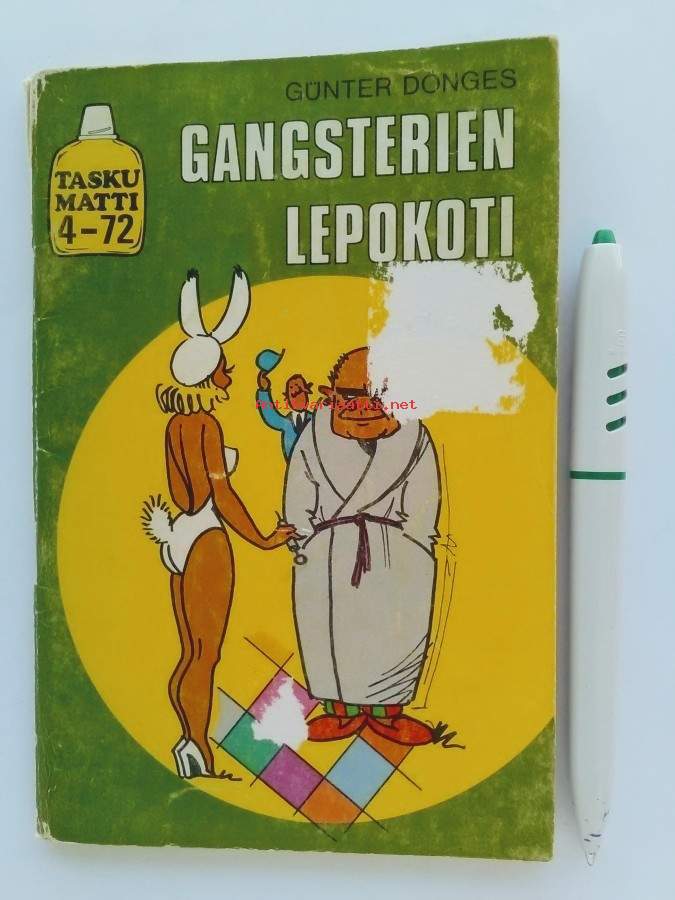 GÜNTER DÖNGES
GANGSTERIEN
LEPOKOTI
TASKU
MATTI
4-72